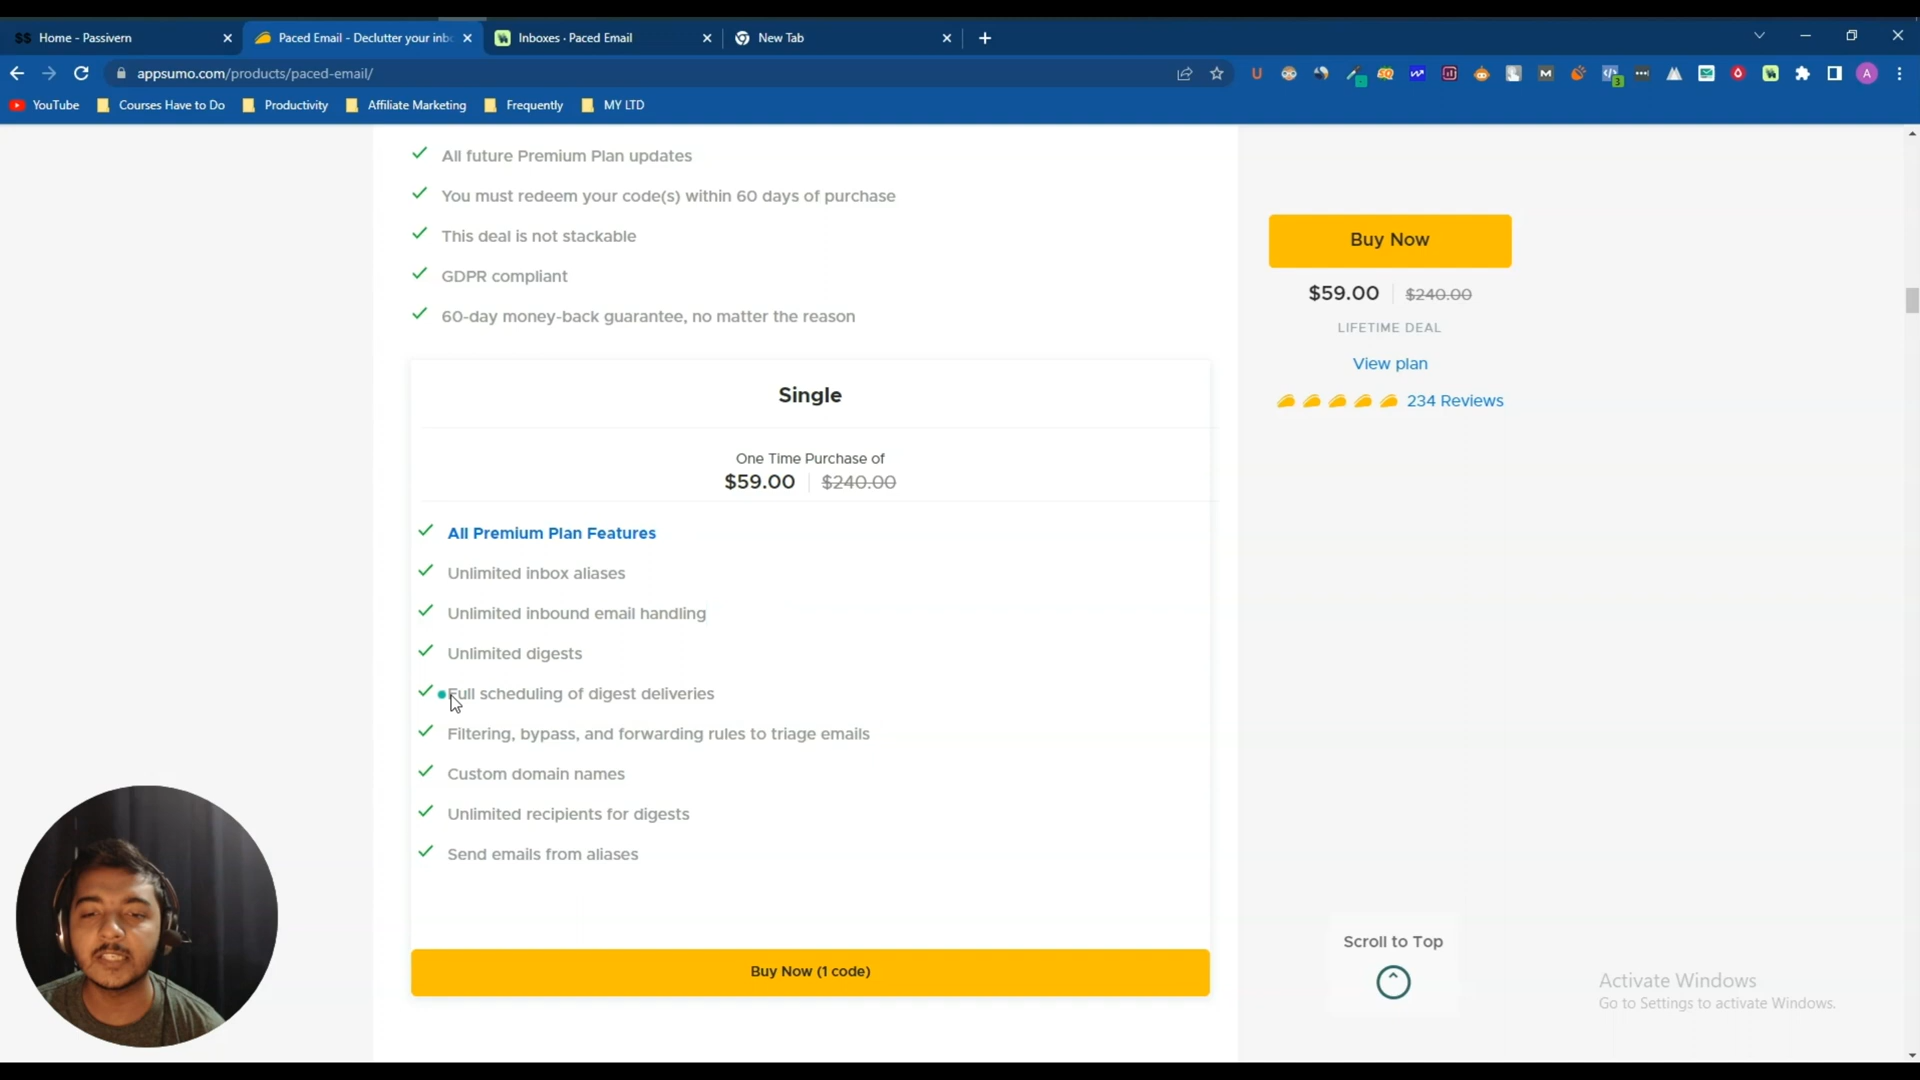 Home - Passivern
Paced Email - Declutter your inb
Inboxes · Paced Email
New Tab
appsumo.com/products/paced-email/
YouTube
Courses Have to Do
Productivity
Affiliate Marketing
Frequently
MY LTD
All future Premium Plan updates
You must redeem your code(s) within 60 days of purchase
This deal is not stackable
GDPR compliant
60-day money-back guarantee, no matter the reason
Buy Now
$59.00 $240.00
LIFETIME DEAL
View plan
234 Reviews
Single
One Time Purchase of
$59.00 $240.00
All Premium Plan Features
Unlimited inbox aliases
Unlimited inbound email handling
Unlimited digests
Full scheduling of digest deliveries
Filtering, bypass, and forwarding rules to triage emails
Custom domain names
Unlimited recipients for digests
Send emails from aliases
Buy Now (1 code)
Scroll to Top
Activate Windows
Go to Settings to activate Windows.